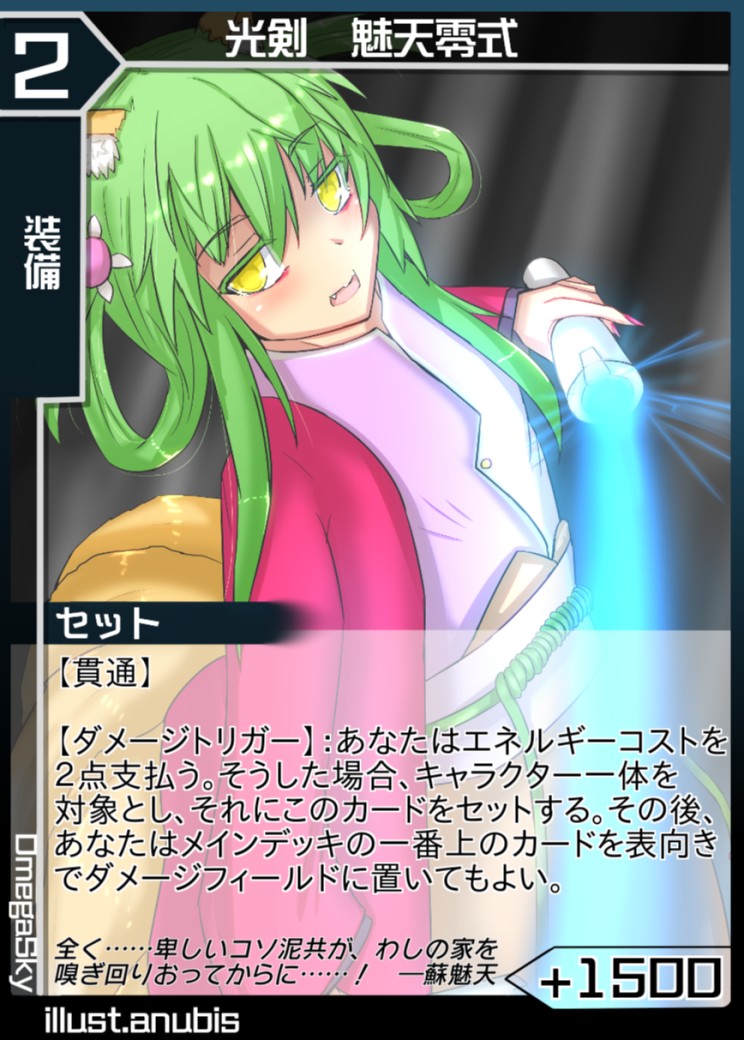 2
光剣　魅天零式
装備
セット
【貫通】
【ダメージトリガー】:あなたはエネルギーコストを
2点支払う。そうした場合、キャラクター一体を
対象とし、それにこのカードをセットする。その後、
あなたはメインデッキの一番上のカードを表向き
でダメージフィールドに置いてもよい。
全く……卑しいコソ泥共が、わしの家を
嗅ぎ回りおってからに……！　―蘇魅天
+1500
OmegaSky
illust.anubis